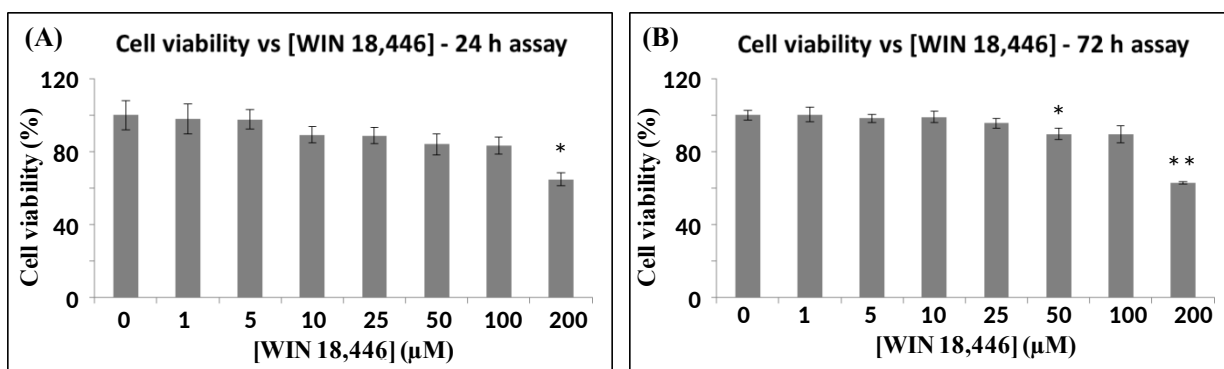 (A)
Cell viability vs [WIN 18,446] - 24 h assay
Cell viability (%)
120
80
40
0
*
0 1 5 10 25 50 100 200
[WIN 18,446] (µM)
(B)
Cell viability vs [WIN 18,446] - 72 h assay
Cell viability (%)
120
80
40
0
*
**
0 1 5 10 25 50 100 200
[WIN 18,446] (µM)